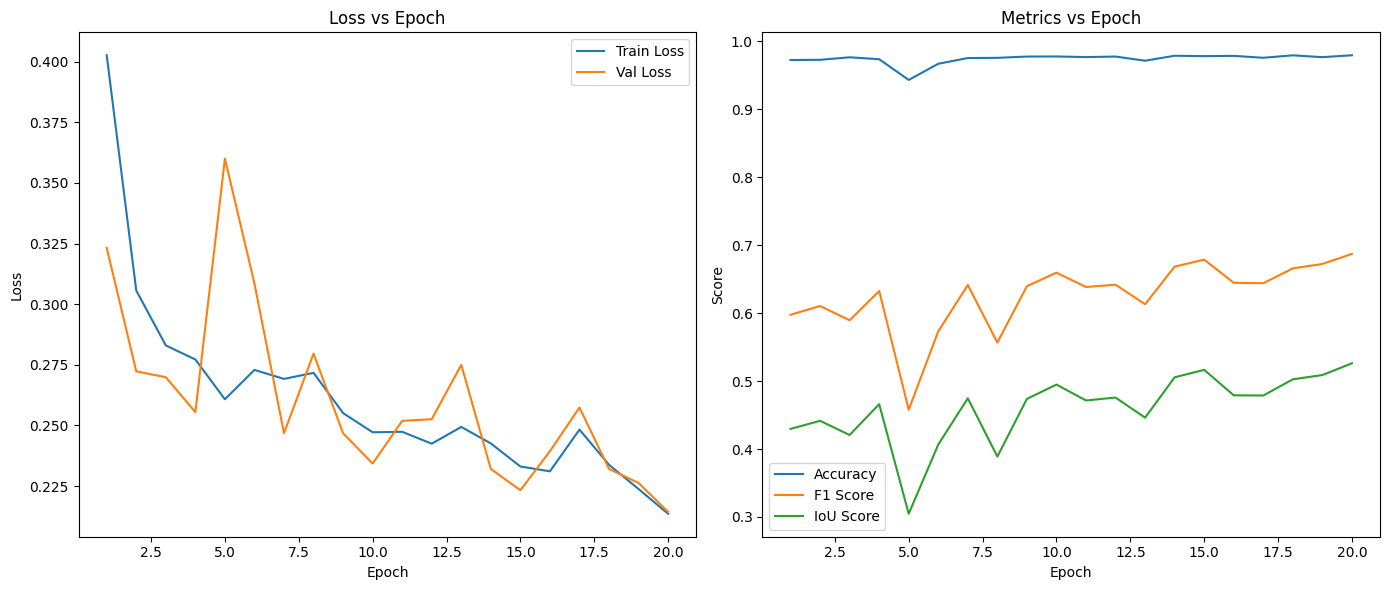 Loss vs Epoch
0.400
0.375
0.350
0.325
0.300
0.275
0.250
0.225
Loss
Train Loss
Val Loss
2.5 5.0 7.5 10.0 12.5 15.0 17.5 20.0
Epoch
Metrics vs Epoch
1.0
0.9
0.8
0.7
0.6
0.5
0.4
0.3
Score
Accuracy
F1 Score
IoU Score
2.5 5.0 7.5 10.0 12.5 15.0 17.5 20.0
Epoch